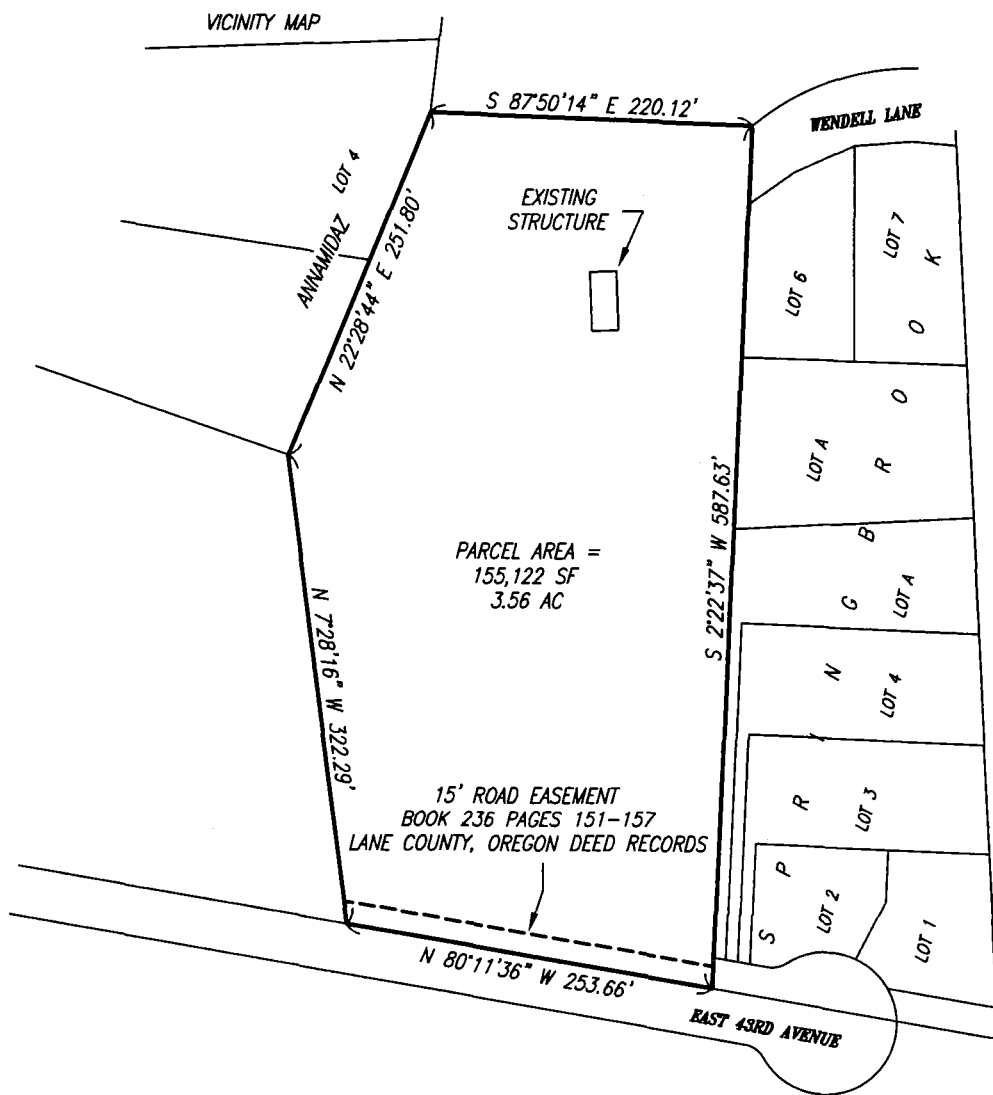 VICINITY MAP
S 87°50'14" E 220.12'
WENDELL LANE
LOT 4
ANNAMIDAZ
N 22°28'44" E 251.80'
EXISTING
STRUCTURE
LOT 6
LOT 7
LOT A
S 2°22'37" W 587.63'
PARCEL AREA =
155,122 SF
3.56 AC
LOT A
LOT 4
N 7°28'16" W 322.29'
15' ROAD EASEMENT
BOOK 236 PAGES 151-157
LANE COUNTY, OREGON DEED RECORDS
LOT 3
LOT 2
LOT 1
S P R I N G B R O O K
N 80°11'36" W 253.66'
EAST 43RD AVENUE